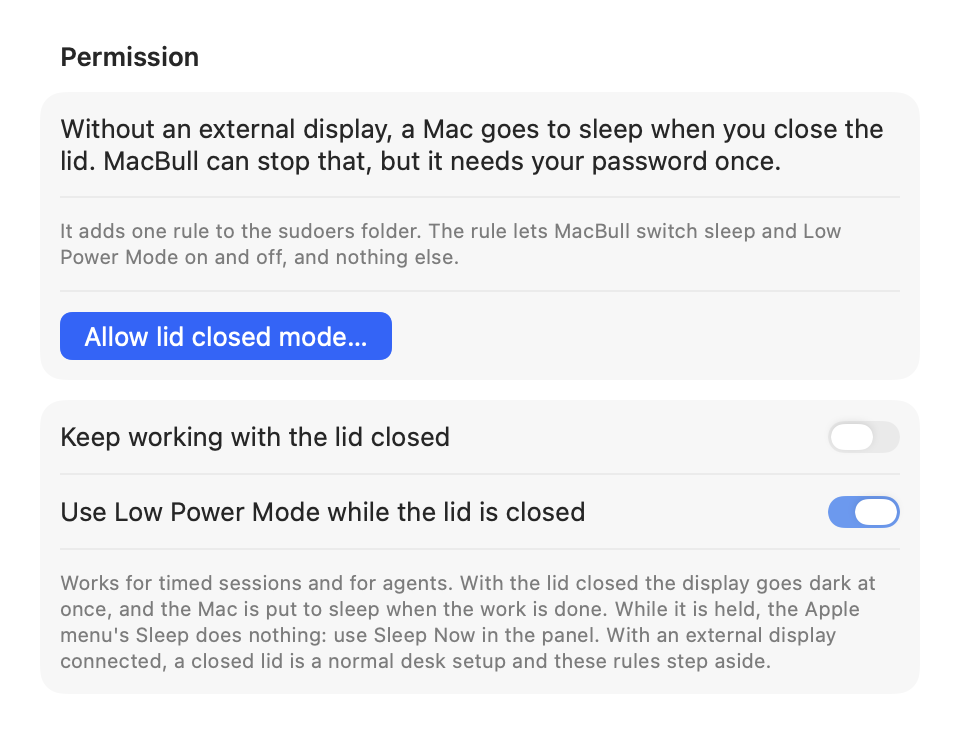 Permission
Without an external display, a Mac goes to sleep when you close the
lid. MacBull can stop that, but it needs your password once.
It adds one rule to the sudoers folder. The rule lets MacBull switch sleep and Low
Power Mode on and off, and nothing else.
Allow lid closed mode...
Keep working with the lid closed
Use Low Power Mode while the lid is closed
Works for timed sessions and for agents. With the lid closed the display goes dark at
once, and the Mac is put to sleep when the work is done. While it is held, the Apple
menu's Sleep does nothing: use Sleep Now in the panel. With an external display
connected, a closed lid is a normal desk setup and these rules step aside.